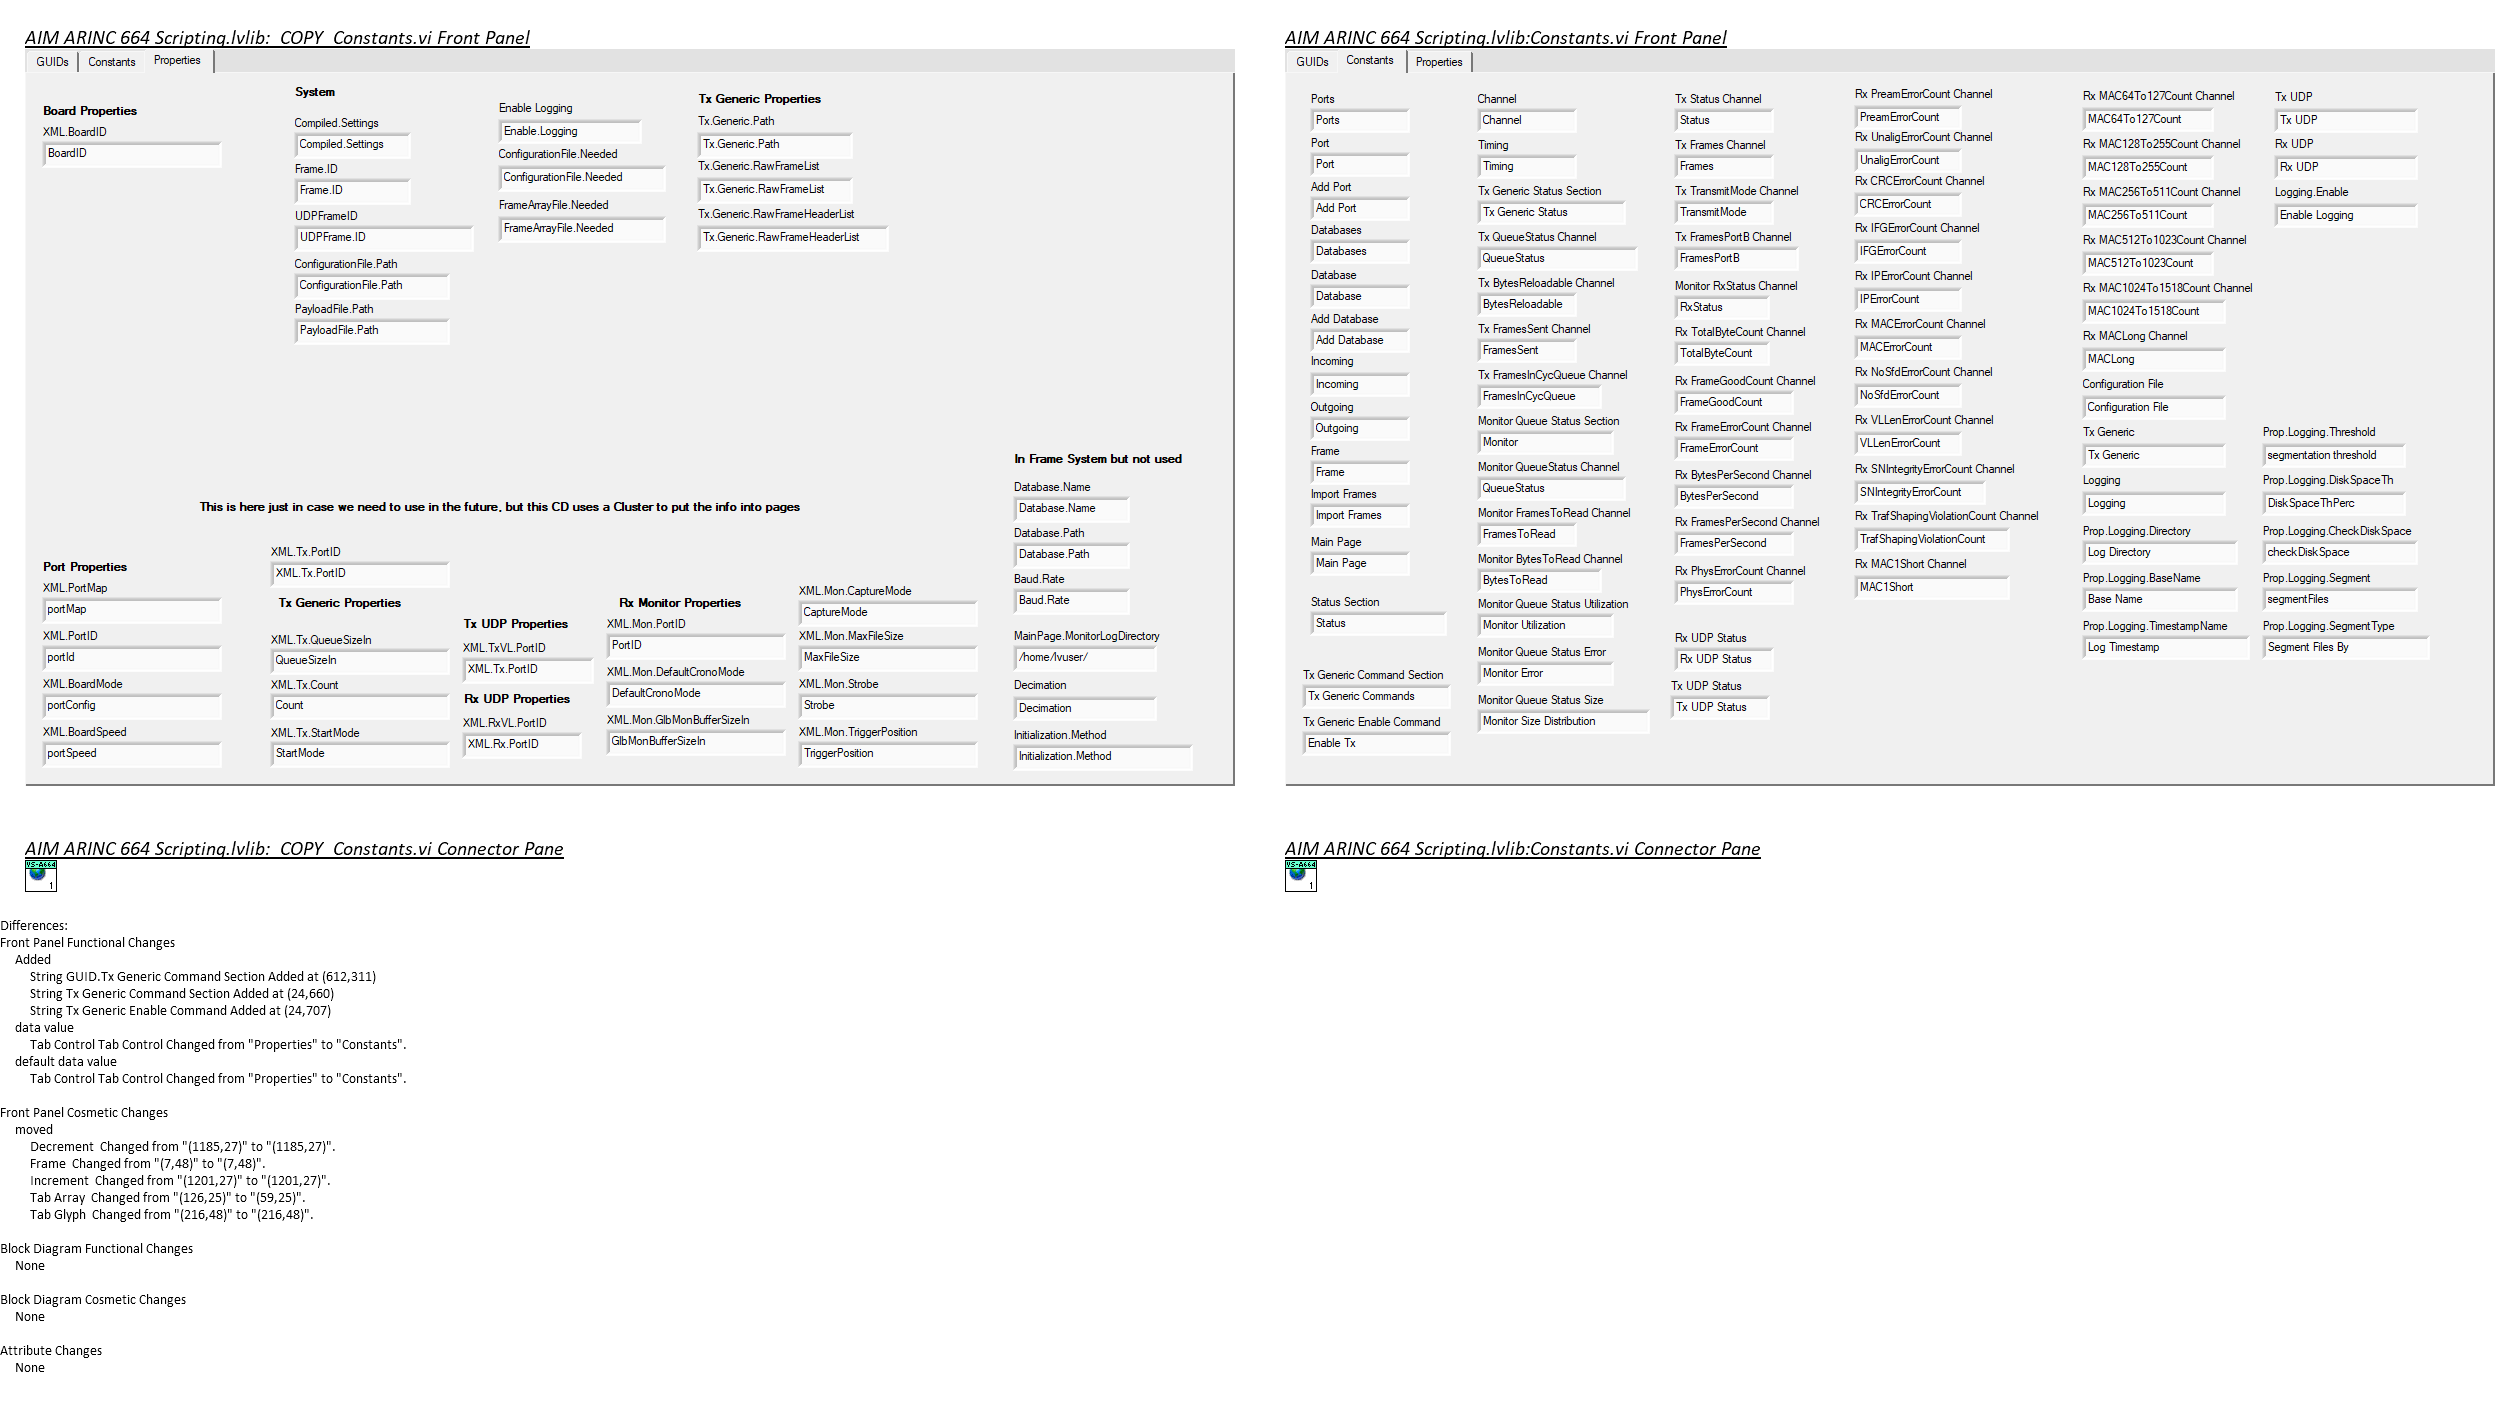 AIM ARINC 664 Scripting.lvlib:  COPY  Constants.vi Front Panel
GUIDs
Constants
Properties
Board Properties
XML.BoardID
BoardID
System
Compiled.Settings
Compiled.Settings
Frame.ID
Frame.ID
UDPFrameID
UDPFrame.ID
ConfigurationFile.Path
ConfigurationFile.Path
PayloadFile.Path
PayloadFile.Path
Enable Logging
Enable.Logging
ConfigurationFile.Needed
ConfigurationFile.Needed
FrameArrayFile.Needed
FrameArrayFile.Needed
Tx Generic Properties
Tx.Generic.Path
Tx.Generic.Path
Tx.Generic.RawFrameList
Tx.Generic.RawFrameList
Tx.Generic.RawFrameHeaderList
Tx.Generic.RawFrameHeaderList
This is here just in case we need to use in the future, but this CD uses a Cluster to put the info into pages
Port Properties
XML.PortMap
portMap
XML.PortID
portId
XML.BoardMode
portConfig
XML.BoardSpeed
portSpeed
XML.Tx.PortID
XML.Tx.PortID
Tx Generic Properties
XML.Tx.QueueSizeIn
QueueSizeIn
XML.Tx.Count
Count
XML.Tx.StartMode
StartMode
Tx UDP Properties
XML.TxVL.PortID
XML.Tx.PortID
Rx UDP Properties
XML.RxVL.PortID
XML.Rx.PortID
Rx Monitor Properties
XML.Mon.PortID
PortID
XML.Mon.DefaultCronoMode
DefaultCronoMode
XML.Mon.GlbMonBufferSizeIn
GlbMonBufferSizeIn
XML.Mon.CaptureMode
CaptureMode
XML.Mon.MaxFileSize
MaxFileSize
XML.Mon.Strobe
Strobe
XML.Mon.TriggerPosition
TriggerPosition
In Frame System but not used
Database.Name
Database.Name
Database.Path
Database.Path
Baud.Rate
Baud.Rate
MainPage.MonitorLogDirectory
/home/lvuser/
Decimation
Decimation
Initialization.Method
Initialization.Method
AIM ARINC 664 Scripting.lvlib:Constants.vi Front Panel
GUIDs
Constants
Properties
Ports
Ports
Port
Port
Add Port
Add Port
Databases
Databases
Database
Database
Add Database
Add Database
Incoming
Incoming
Outgoing
Outgoing
Frame
Frame
Import Frames
Import Frames
Main Page
Main Page
Status Section
Status
Tx Generic Command Section
Tx Generic Commands
Tx Generic Enable Command
Enable Tx
Channel
Channel
Timing
Timing
Tx Generic Status Section
Tx Generic Status
Tx QueueStatus Channel
QueueStatus
Tx BytesReloadable Channel
BytesReloadable
Tx FramesSent Channel
FramesSent
Tx FramesInCycQueue Channel
FramesInCycQueue
Monitor Queue Status Section
Monitor
Monitor QueueStatus Channel
QueueStatus
Monitor FramesToRead Channel
FramesToRead
Monitor BytesToRead Channel
BytesToRead
Monitor Queue Status Utilization
Monitor Utilization
Monitor Queue Status Error
Monitor Error
Monitor Queue Status Size
Monitor Size Distribution
Tx Status Channel
Status
Tx Frames Channel
Frames
Tx TransmitMode Channel
TransmitMode
Tx FramesPortB Channel
FramesPortB
Monitor RxStatus Channel
RxStatus
Rx TotalByteCount Channel
TotalByteCount
Rx FrameGoodCount Channel
FrameGoodCount
Rx FrameErrorCount Channel
FrameErrorCount
Rx BytesPerSecond Channel
BytesPerSecond
Rx FramesPerSecond Channel
FramesPerSecond
Rx PhysErrorCount Channel
PhysErrorCount
Rx UDP Status
Rx UDP Status
Tx UDP Status
Tx UDP Status
Rx PreamErrorCount Channel
PreamErrorCount
Rx UnaligErrorCount Channel
UnaligErrorCount
Rx CRCErrorCount Channel
CRCErrorCount
Rx IFGErrorCount Channel
IFGErrorCount
Rx IPErrorCount Channel
IPErrorCount
Rx MACErrorCount Channel
MACErrorCount
Rx NoSfdErrorCount Channel
NoSfdErrorCount
Rx VLLenErrorCount Channel
VLLenErrorCount
Rx SNIntegrityErrorCount Channel
SNIntegrityErrorCount
Rx TrafShapingViolationCount Channel
TrafShapingViolationCount
Rx MAC1Short Channel
MAC1Short
Rx MAC64To127Count Channel
MAC64To127Count
Rx MAC128To255Count Channel
MAC128To255Count
Rx MAC256To511Count Channel
MAC256To511Count
Rx MAC512To1023Count Channel
MAC512To1023Count
Rx MAC1024To1518Count Channel
MAC1024To1518Count
Rx MACLong Channel
MACLong
Configuration File
Configuration File
Tx Generic
Tx Generic
Logging
Logging
Prop.Logging.Directory
Log Directory
Prop.Logging.BaseName
Base Name
Prop.Logging.TimestampName
Log Timestamp
Tx UDP
Tx UDP
Rx UDP
Rx UDP
Logging.Enable
Enable Logging
Prop.Logging.Threshold
segmentation threshold
Prop.Logging.DiskSpaceTh
DiskSpaceThPerc
Prop.Logging.CheckDiskSpace
checkDiskSpace
Prop.Logging.Segment
segmentFiles
Prop.Logging.SegmentType
Segment Files By
AIM ARINC 664 Scripting.lvlib:  COPY  Constants.vi Connector Pane
VS-A664
1
AIM ARINC 664 Scripting.lvlib:Constants.vi Connector Pane
VS-A664
1
Differences:
Front Panel Functional Changes
Added
String GUID.Tx Generic Command Section Added at (612,311)
String Tx Generic Command Section Added at (24,660)
String Tx Generic Enable Command Added at (24,707)
data value
Tab Control Tab Control Changed from "Properties" to "Constants".
default data value
Tab Control Tab Control Changed from "Properties" to "Constants".
Front Panel Cosmetic Changes
moved
Decrement  Changed from "(1185,27)" to "(1185,27)".
Frame  Changed from "(7,48)" to "(7,48)".
Increment  Changed from "(1201,27)" to "(1201,27)".
Tab Array  Changed from "(126,25)" to "(59,25)".
Tab Glyph  Changed from "(216,48)" to "(216,48)".
Block Diagram Functional Changes
None
Block Diagram Cosmetic Changes
None
Attribute Changes
None